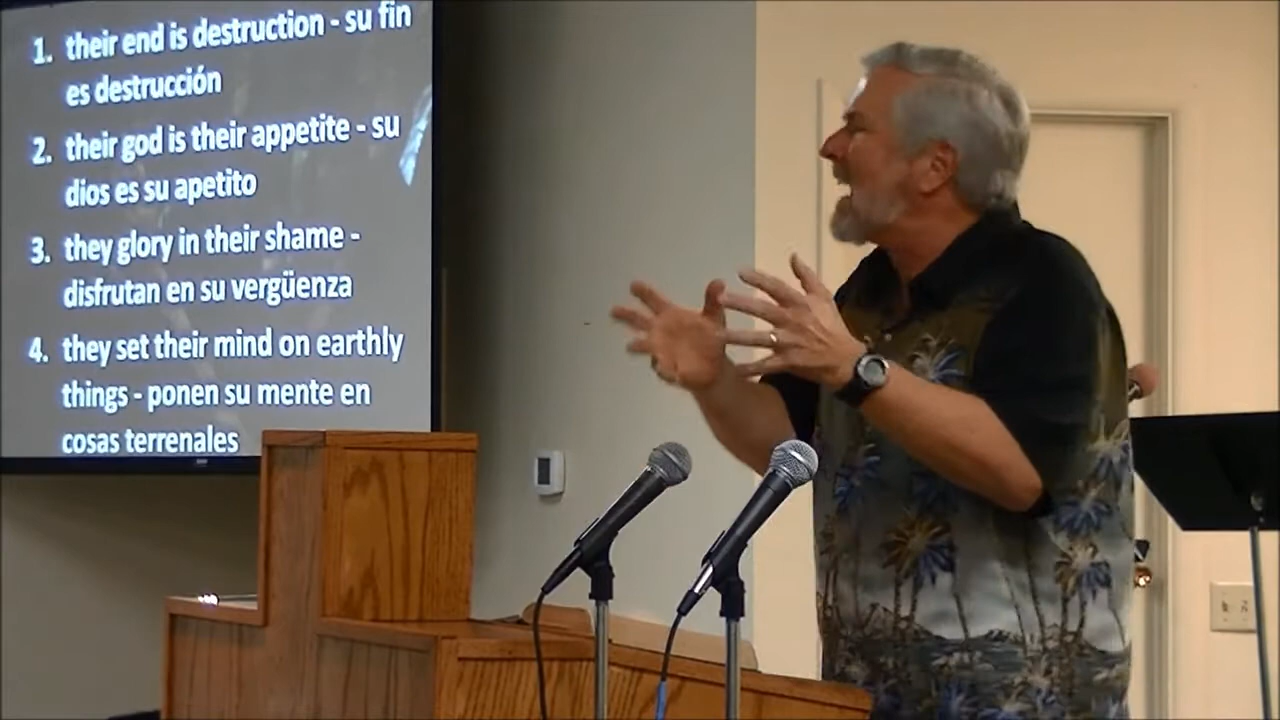 1. their end is destruction - su fin
es destrucción
2. their god is their appetite - su
dios es su apetito
3. they glory in their shame -
disfrutan en su vergüenza
4. they set their mind on earthly
things - ponen su mente en
cosas terrenales